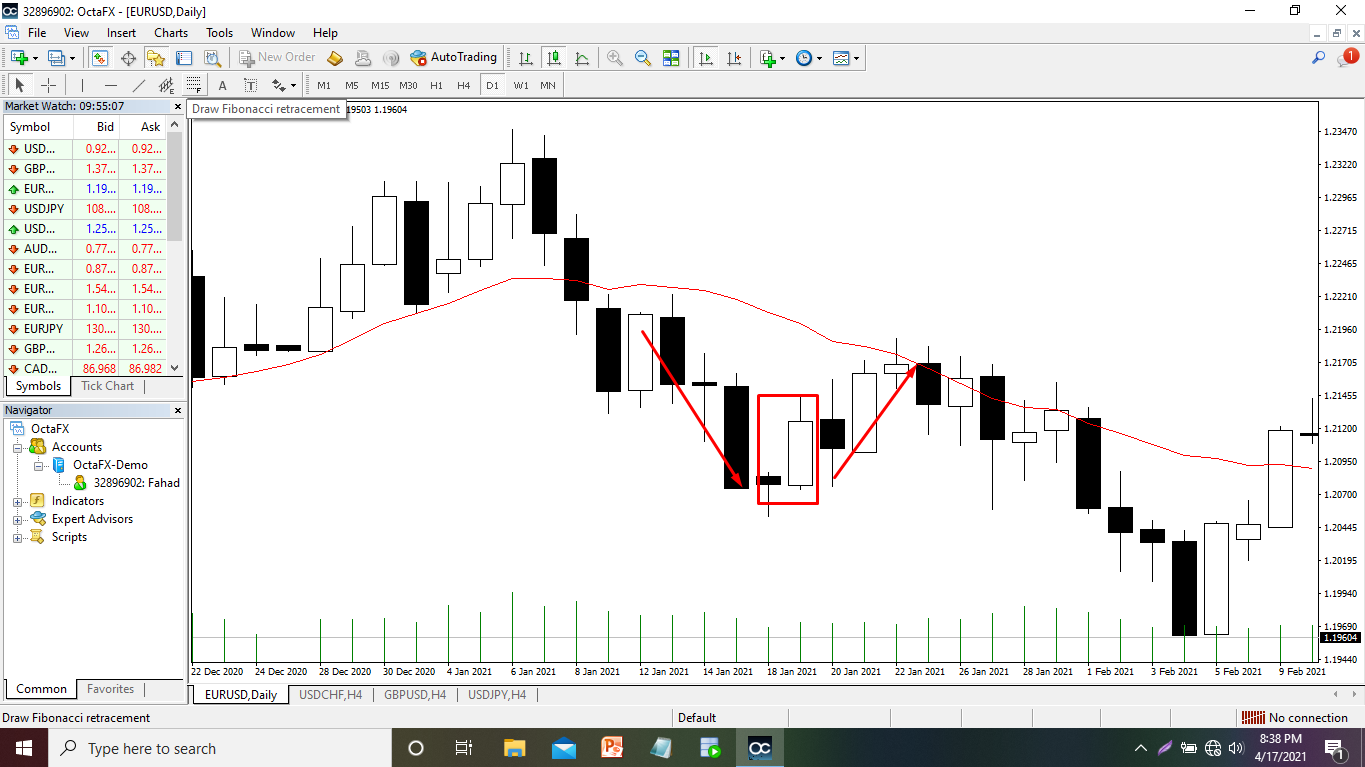 32896902: OctaFX - [EURUSD,Daily]
File View Insert Charts Tools Window Help
New Order AutoTrading 1
A T M1 M5 M15 M30 H1 H4 D1 W1 MN
Market Watch: 09:55:07
Draw Fibonacci retracement
19503 1.19604
Symbol Bid Ask
USD... 0.92... 0.92...
GBP... 1.37... 1.37...
EUR... 1.19... 1.19...
USDJPY 108.... 108....
USD... 1.25... 1.25...
AUD... 0.77... 0.77...
EUR... 0.87... 0.87...
EUR... 1.54... 1.54...
EUR... 1.10... 1.10...
EURJPY 130.... 130....
GBP... 1.26... 1.26...
CAD... 86.968 86.982
Symbols Tick Chart
Navigator
OctaFX
Accounts
OctaFX-Demo
32896902: Fahad
Indicators
Expert Advisors
Scripts
Common Favorites
1.23470
1.23220
1.22965
1.22715
1.22465
1.22210
1.21960
1.21705
1.21455
1.21200
1.20950
1.20700
1.20445
1.20195
1.19940
1.19690
1.19604
1.19440
22 Dec 2020 24 Dec 2020 28 Dec 2020 30 Dec 2020 4 Jan 2021 6 Jan 2021 8 Jan 2021 12 Jan 2021 14 Jan 2021 18 Jan 2021 20 Jan 2021 22 Jan 2021 26 Jan 2021 28 Jan 2021 1 Feb 2021 3 Feb 2021 5 Feb 2021 9 Feb 2021
EURUSD,Daily USDCHF,H4 GBPUSD,H4 USDJPY,H4
Draw Fibonacci retracement Default No connection
Type here to search
8:38 PM
4/17/2021
1